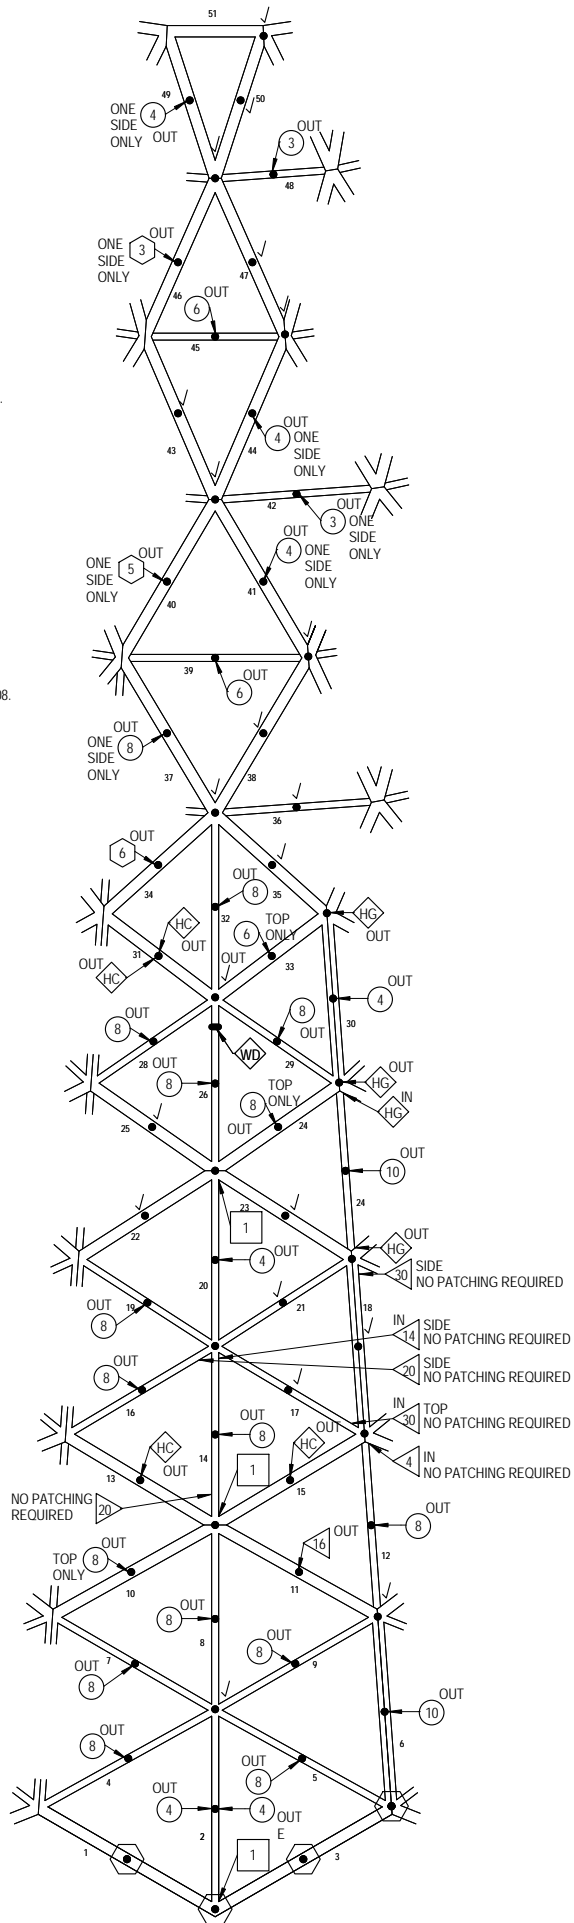 51
49
50
ONE
SIDE
ONLY
4
OUT
OUT
3
48
OUT
ONE
SIDE
ONLY
3
46
47
OUT
6
45
.
43
44
OUT
4
ONE
SIDE
ONLY
42
OUT
3
ONE
SIDE
ONLY
OUT
ONE
SIDE
ONLY
5
40
41
OUT
4
ONE
SIDE
ONLY
39
OUT
6
08.
OUT
ONE
SIDE
ONLY
8
37
38
36
OUT
6
34
OUT
8
32
35
HG
OUT
HC
OUT
OUT
HC
31
TOP
ONLY
6
33
OUT
OUT
4
30
OUT
8
28
8
OUT
29
WD
OUT
8
26
OUT
HG
IN
HG
TOP
ONLY
8
OUT
24
25
OUT
10
24
23
1
22
OUT
4
20
OUT
HG
30
SIDE
NO PATCHING REQUIRED
OUT
8
19
21
18
IN
14
SIDE
NO PATCHING REQUIRED
20
SIDE
NO PATCHING REQUIRED
OUT
8
16
17
IN
30
TOP
NO PATCHING REQUIRED
OUT
8
14
HC
OUT
13
HC
OUT
15
4
IN
NO PATCHING REQUIRED
NO PATCHING
REQUIRED
20
1
OUT
8
12
OUT
TOP
ONLY
8
10
16
OUT
11
OUT
8
8
OUT
8
9
7
OUT
8
OUT
10
6
OUT
8
4
OUT
8
5
OUT
4
4
OUT
E
2
1
1
3